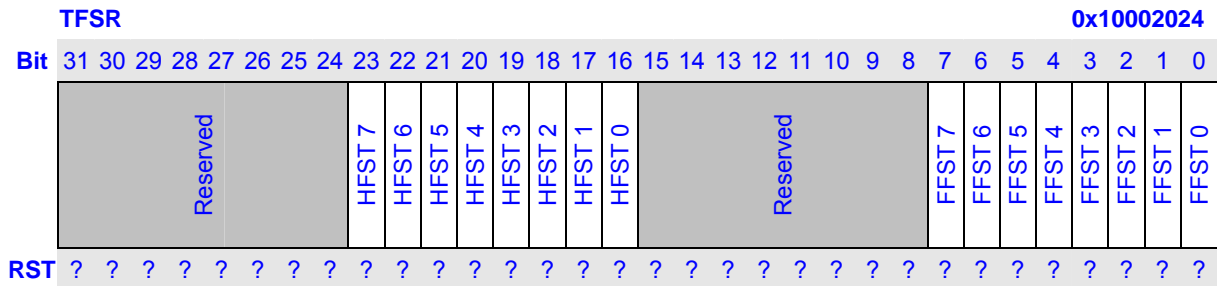 TFSR 0x10002024
Bit 31 30 29 28 27 26 25 24 23 22 21 20 19 18 17 16 15 14 13 12 11 10 9 8 7 6 5 4 3 2 1 0
Reserved HFST 7 HFST 6 HFST 5 HFST 4 HFST 3 HFST 2 HFST 1 HFST 0 Reserved FFST 7 FFST 6 FFST 5 FFST 4 FFST 3 FFST 2 FFST 1 FFST 0
RST ? ? ? ? ? ? ? ? ? ? ? ? ? ? ? ? ? ? ? ? ? ? ? ? ? ? ? ? ? ? ? ?